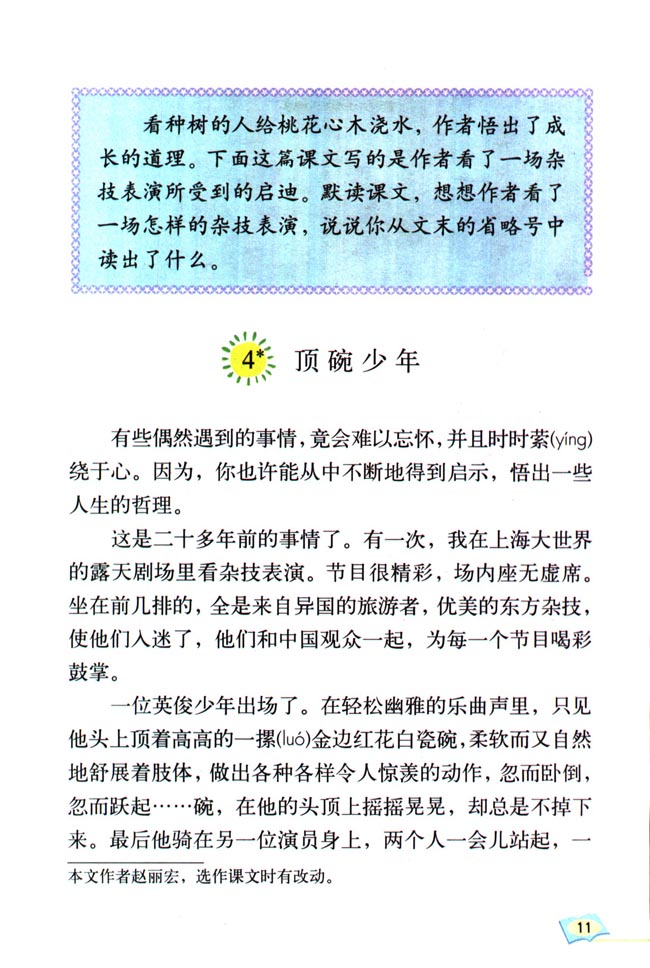 看种树的人给桃花心木浇水，作者悟出了成
长的道理。下面这篇课文写的是作者看了一场杂
技表演所受到的启迪。默读课文，想想作者看了
一场怎样的杂技表演，说说你从文末的省略号中
读出了什么。
4* 顶碗少年
有些偶然遇到的事情，竟会难以忘怀，并且时时萦(yíng)
绕于心。因为，你也许能从中不断地得到启示，悟出一些
人生的哲理。
这是二十多年前的事情了。有一次，我在上海大世界
的露天剧场里看杂技表演。节目很精彩，场内座无虚席。
坐在前几排的，全是来自异国的旅游者，优美的东方杂技，
使他们入迷了，他们和中国观众一起，为每一个节目喝彩
鼓掌。
一位英俊少年出场了。在轻松幽雅的乐曲声里，只见
他头上顶着高高的一摞(luó)金边红花白瓷碗，柔软而又自然
地舒展着肢体，做出各种各样令人惊羡的动作，忽而卧倒，
忽而跃起……碗，在他的头顶上摇摇晃晃，却总是不掉下
来。最后他骑在另一位演员身上，两个人一会儿站起，一
本文作者赵丽宏，选作课文时有改动。
11